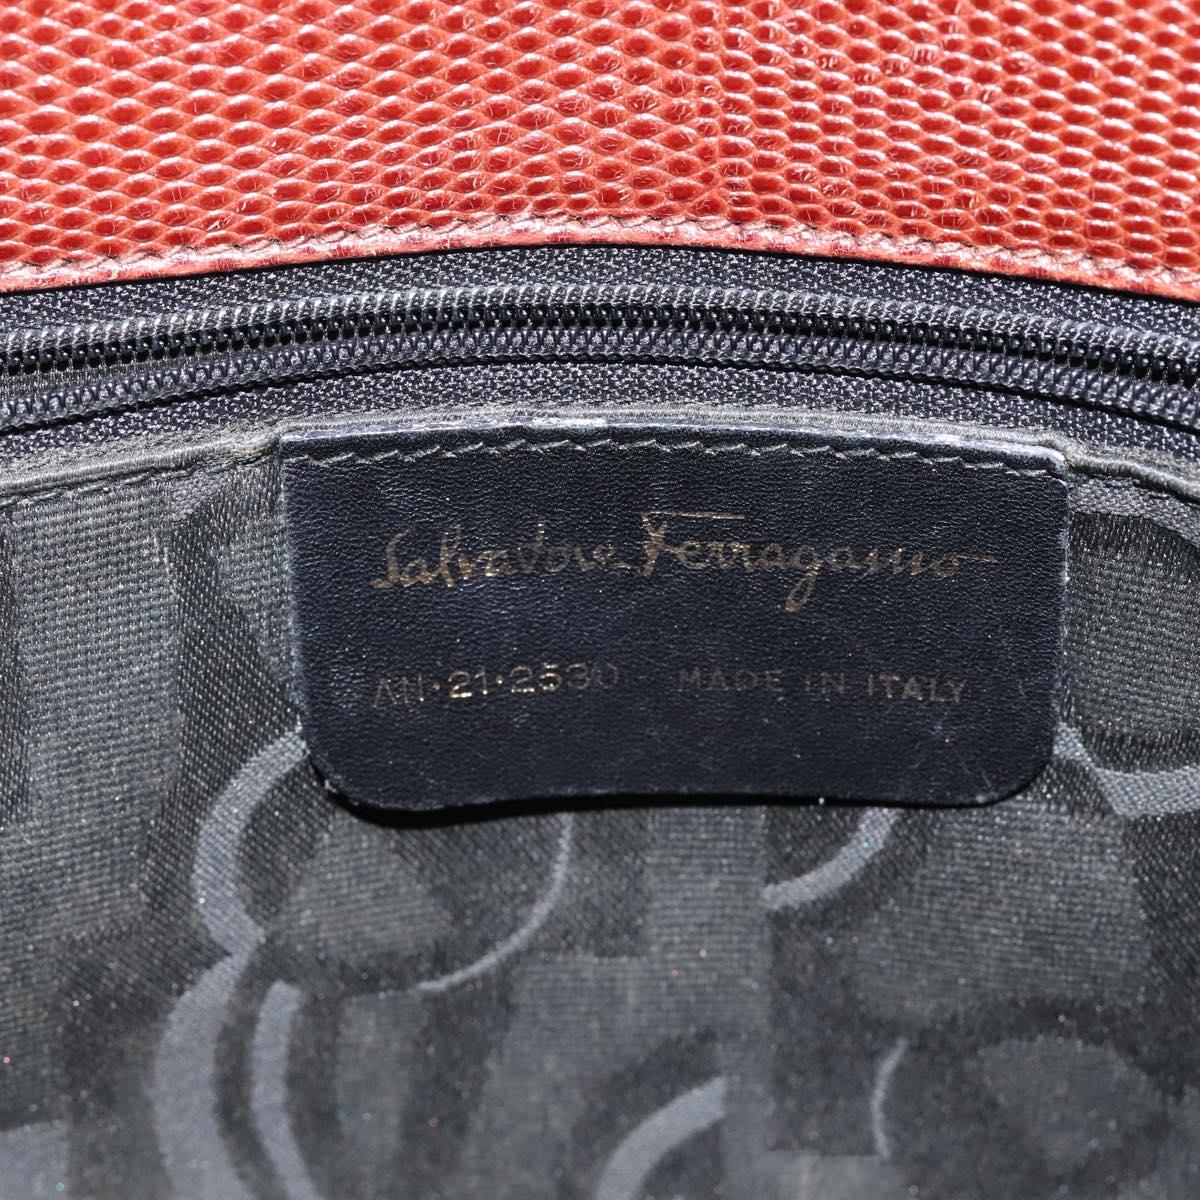 Salvatore Ferragamo
AN·21·2530 MADE IN ITALY